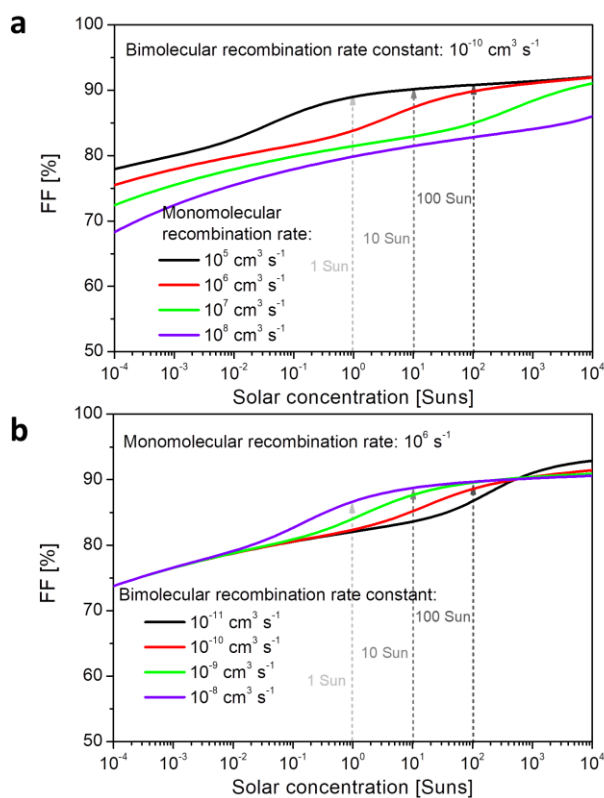 a
Bimolecular recombination rate constant: 10⁻¹⁰ cm³ s⁻¹
100
90
80
70
60
50
FF [%]
Monomolecular
recombination rate:
10⁵ cm³ s⁻¹
10⁶ cm³ s⁻¹
10⁷ cm³ s⁻¹
10⁸ cm³ s⁻¹
1 Sun
10 Sun
100 Sun
10⁻⁴ 10⁻³ 10⁻² 10⁻¹ 10⁰ 10¹ 10² 10³ 10⁴
Solar concentration [Suns]
b
Monomolecular recombination rate: 10⁶ s⁻¹
100
90
80
70
60
50
FF [%]
Bimolecular recombination rate constant:
10⁻¹¹ cm³ s⁻¹
10⁻¹⁰ cm³ s⁻¹
10⁻⁹ cm³ s⁻¹
10⁻⁸ cm³ s⁻¹
1 Sun
10 Sun
100 Sun
10⁻⁴ 10⁻³ 10⁻² 10⁻¹ 10⁰ 10¹ 10² 10³ 10⁴
Solar concentration [Suns]